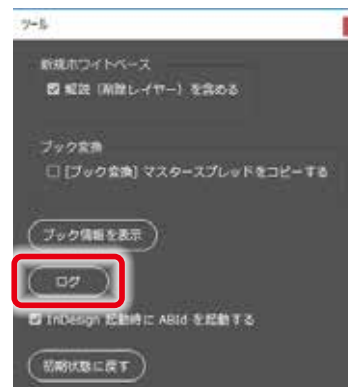 ツール
新規ホワイトベース
解説（削除レイヤー）を含める
ブック変換
[ブック変換] マスタースプレッドをコピーする
ブック情報を表示
ログ
InDesign 起動時に ABId を起動する
初期状態に戻す